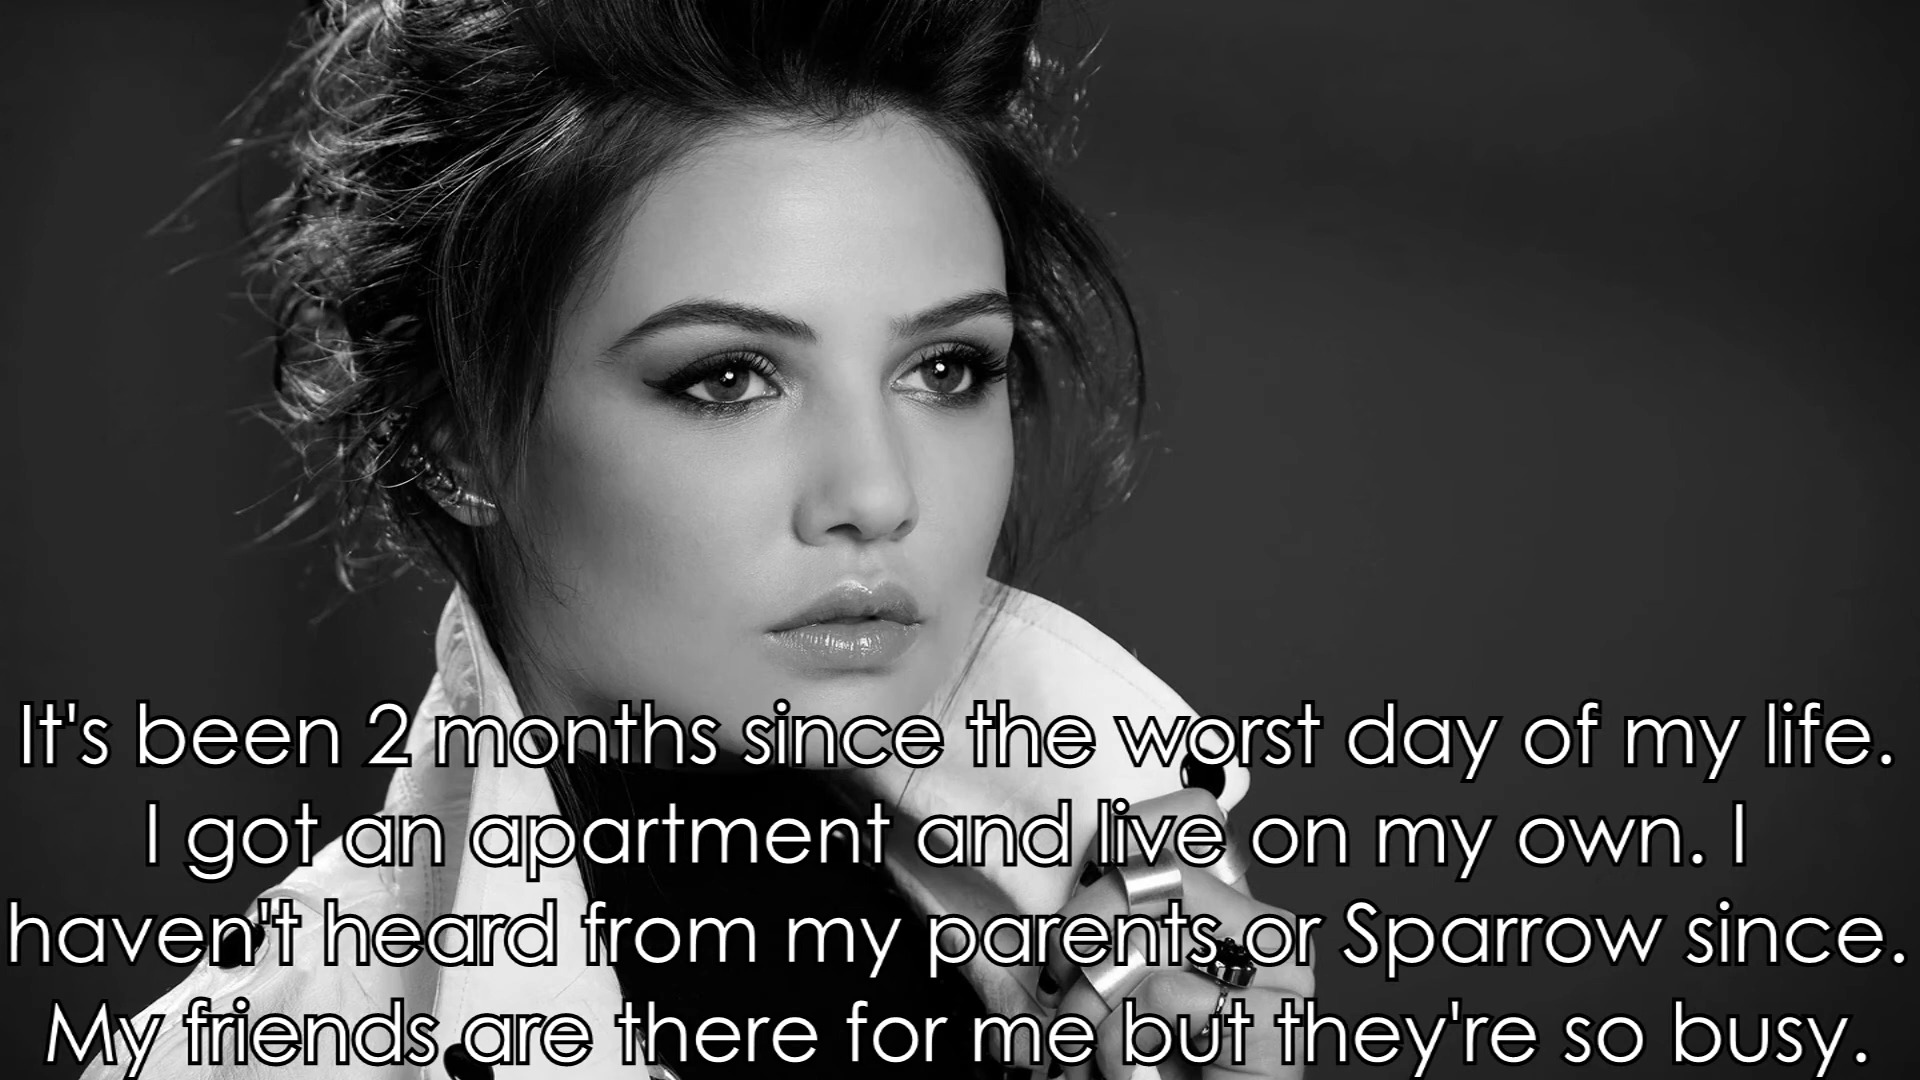 It's been 2 months since the worst day of my life.
I got an apartment and live on my own. I
haven't heard from my parents or Sparrow since.
My friends are there for me but they're so busy.